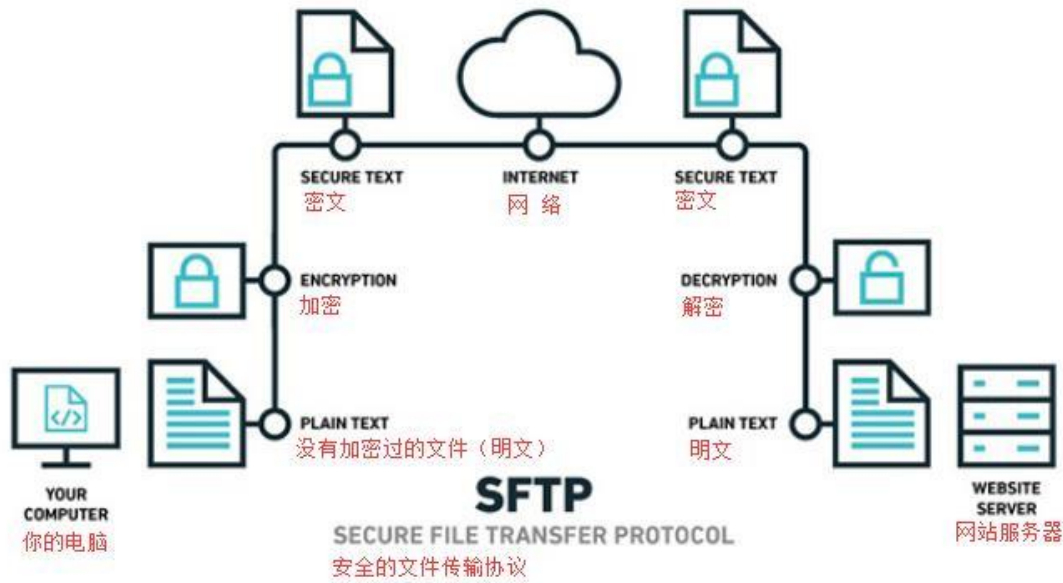 SECURE TEXT
密文
INTERNET
网 络
SECURE TEXT
密文
ENCRYPTION
加密
DECRYPTION
解密
</>
PLAIN TEXT
没有加密过的文件（明文）
PLAIN TEXT
明文
YOUR
COMPUTER
你的电脑
WEBSITE
SERVER
网站服务器
SFTP
SECURE FILE TRANSFER PROTOCOL
安全的文件传输协议